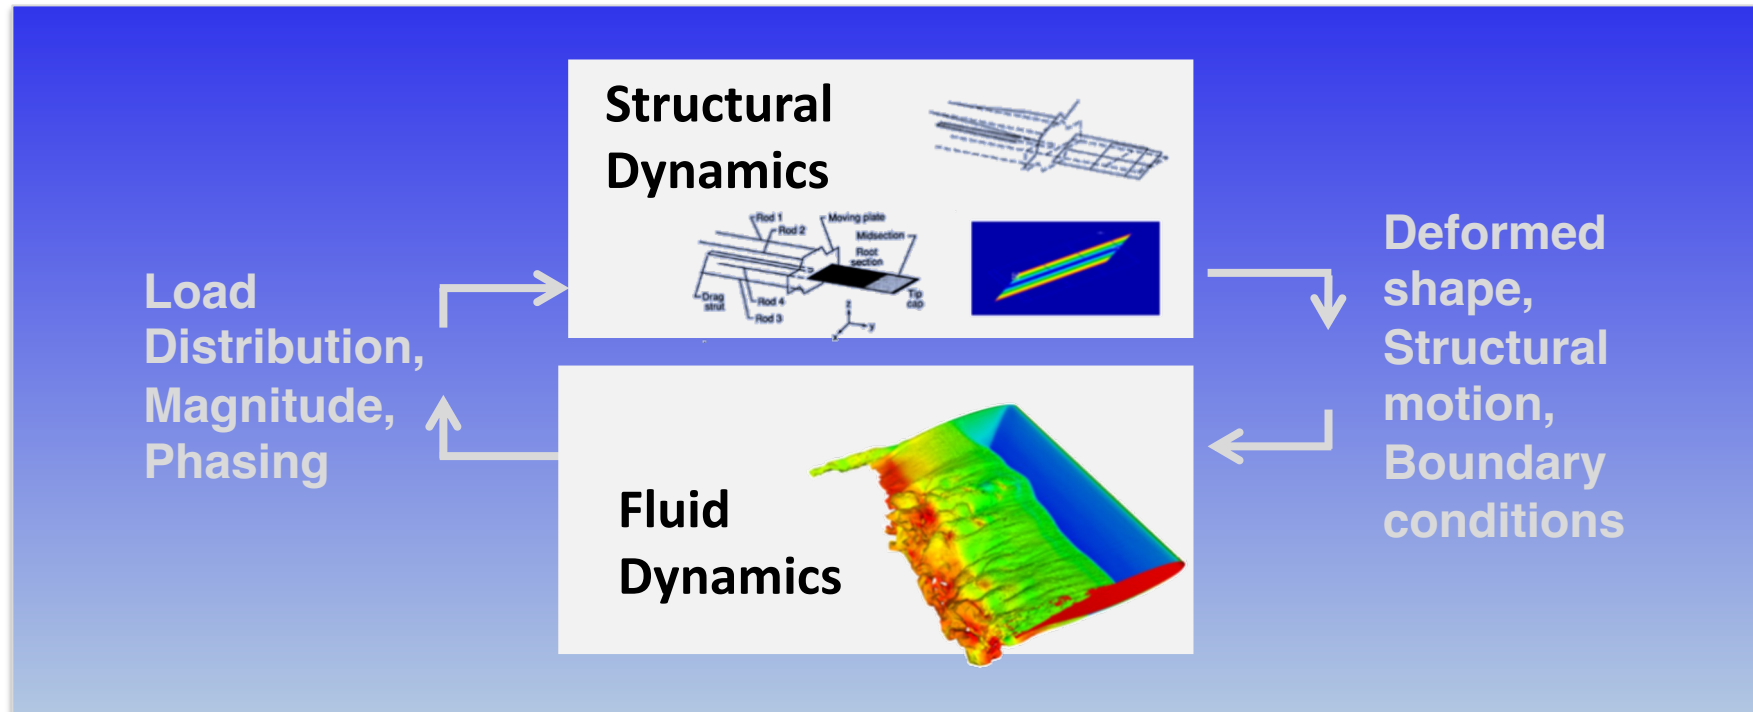 Structural
Dynamics
Rod 1
Rod 2
Moving plate
Midsection
Root
section
Drag
strut
Rod 4
Rod 3
Tip
cap
z
y
x
Load
Distribution,
Magnitude,
Phasing
Deformed
shape,
Structural
motion,
Boundary
conditions
Fluid
Dynamics